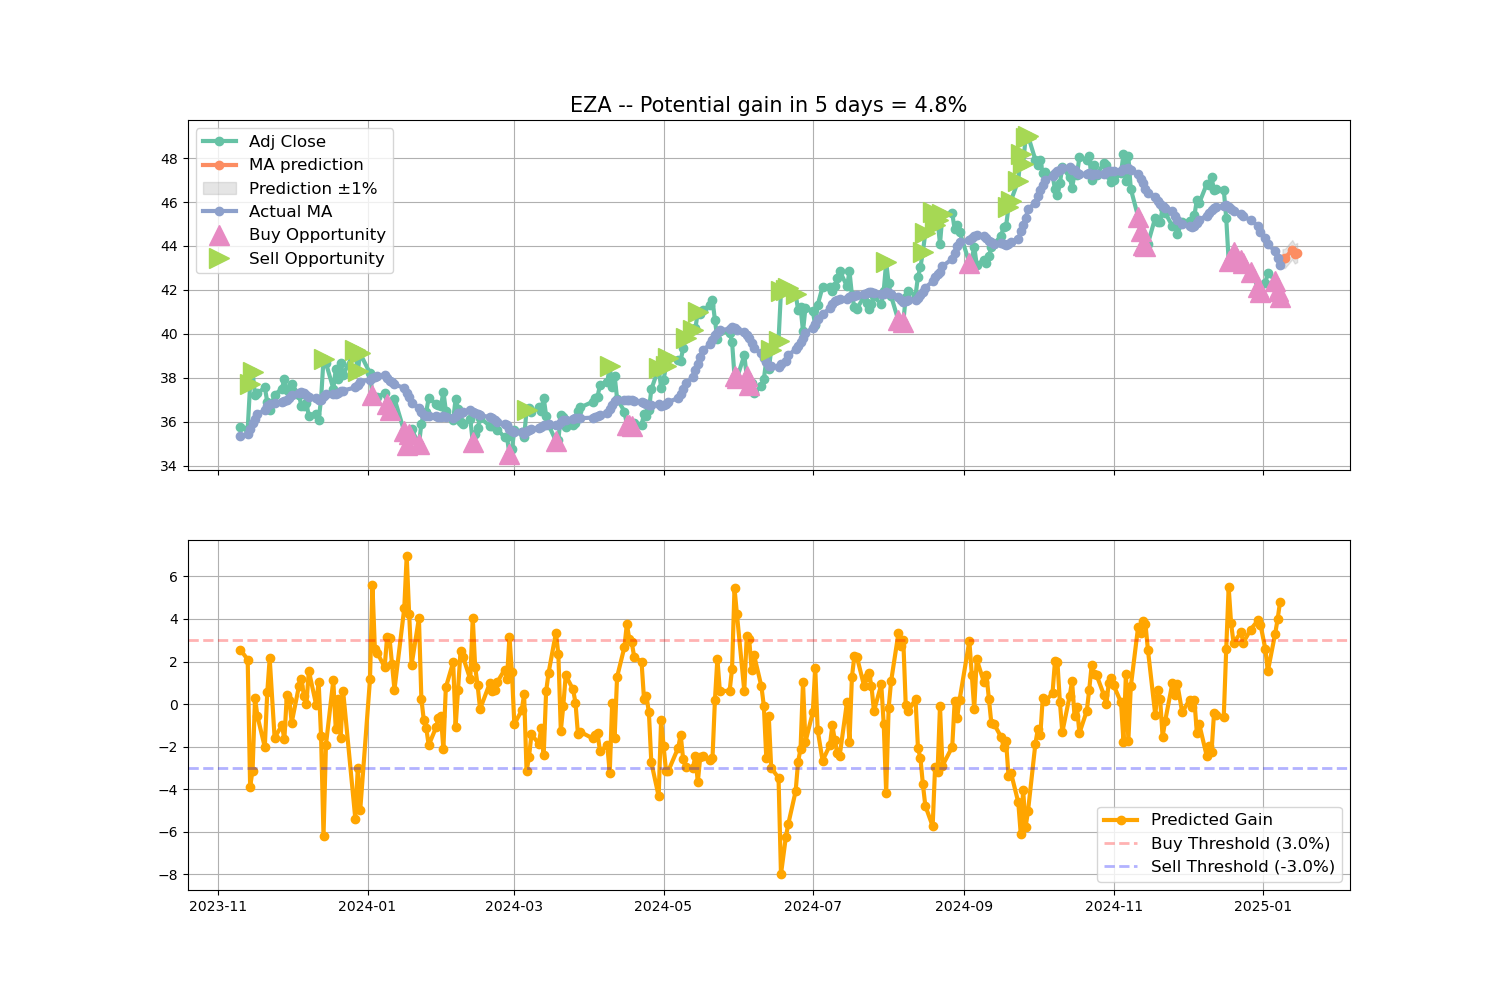 EZA -- Potential gain in 5 days = 4.8%
Adj Close
MA prediction
Prediction ±1%
Actual MA
Buy Opportunity
Sell Opportunity
48
46
44
42
40
38
36
34
6
4
2
0
−2
−4
−6
−8
Predicted Gain
Buy Threshold (3.0%)
Sell Threshold (-3.0%)
2023-11
2024-01
2024-03
2024-05
2024-07
2024-09
2024-11
2025-01